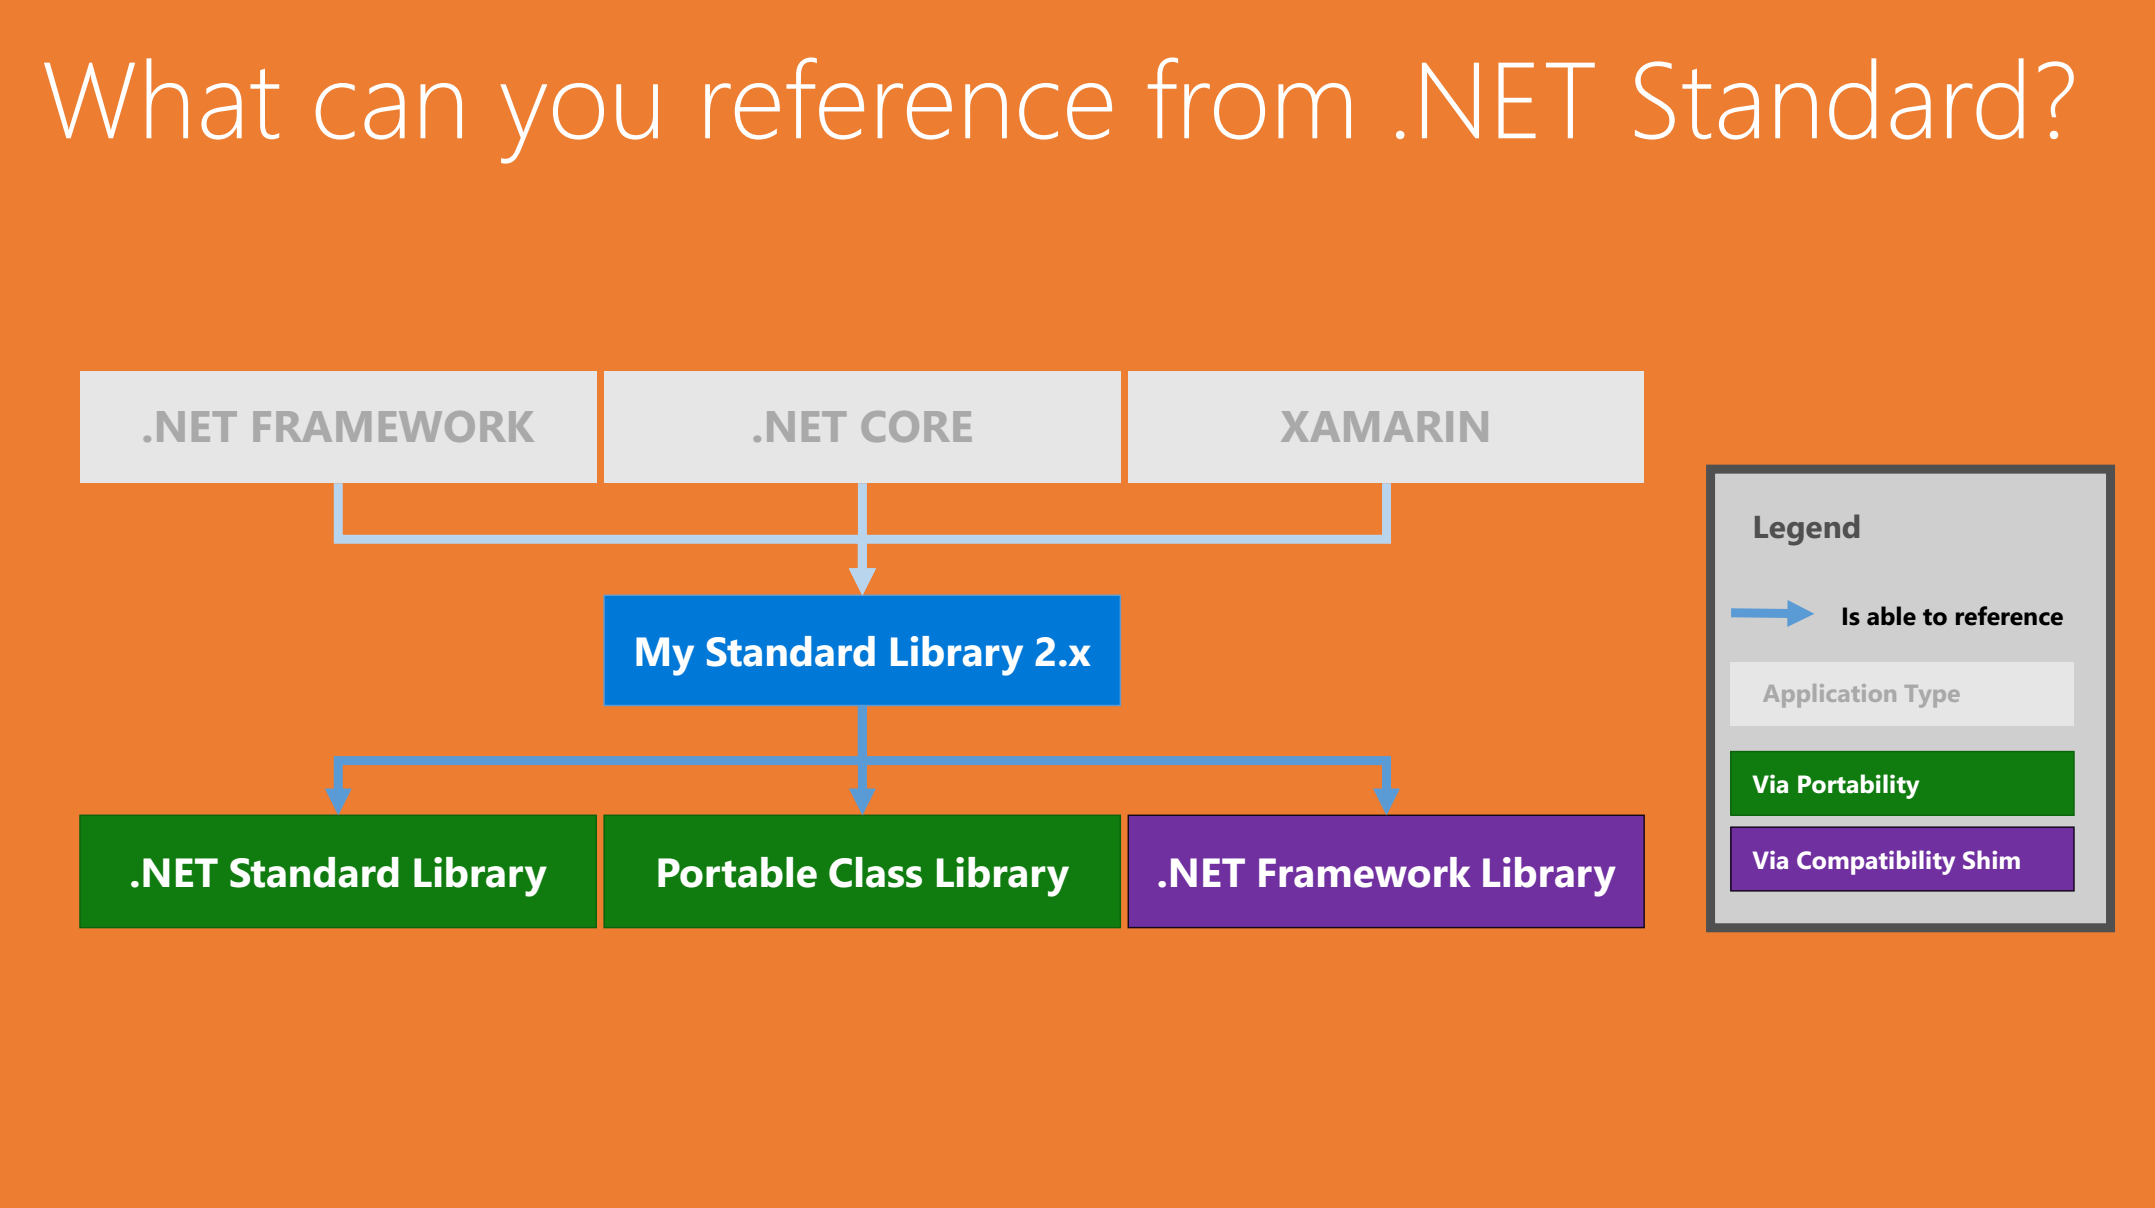 What can you reference from .NET Standard?
.NET FRAMEWORK
.NET CORE
XAMARIN
My Standard Library 2.x
.NET Standard Library
Portable Class Library
.NET Framework Library
Legend
Is able to reference
Application Type
Via Portability
Via Compatibility Shim